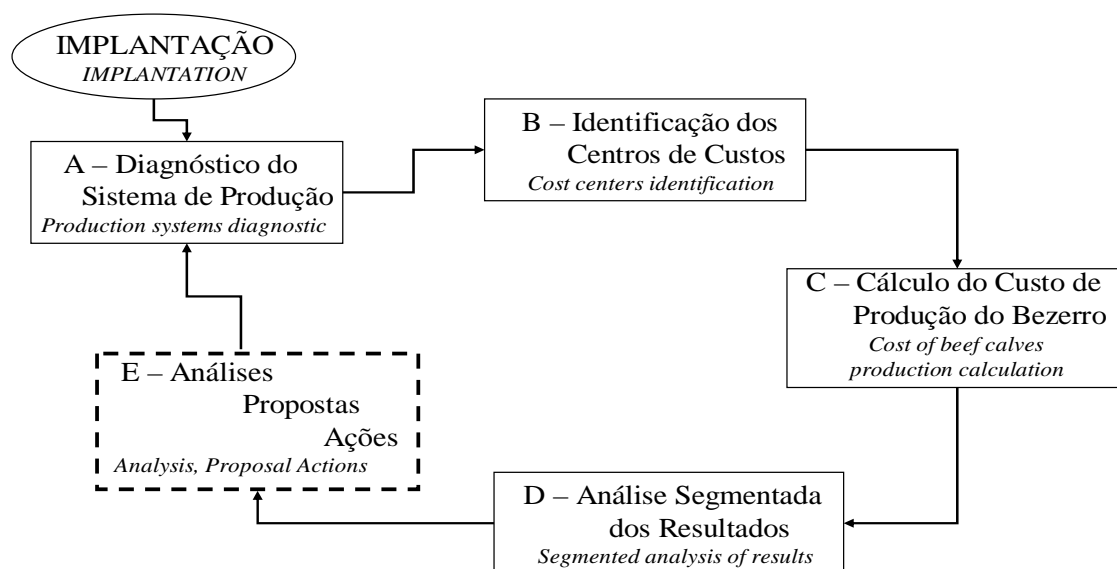 IMPLANTAÇÃO
IMPLANTATION
A – Diagnóstico do
Sistema de Produção
Production systems diagnostic
B – Identificação dos
Centros de Custos
Cost centers identification
C – Cálculo do Custo de
Produção do Bezerro
Cost of beef calves
production calculation
D – Análise Segmentada
dos Resultados
Segmented analysis of results
E – Análises
Propostas
Ações
Analysis, Proposal Actions